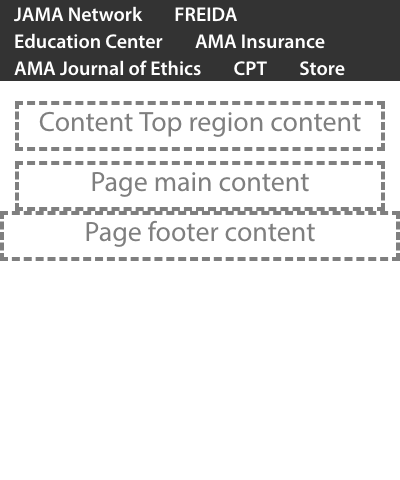 JAMA Network FREIDA
Education Center AMA Insurance
AMA Journal of Ethics CPT Store
Content Top region content
Page main content
Page footer content